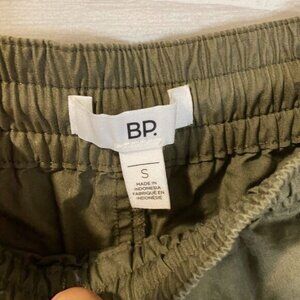 BP.
S
MADE IN
INDONESIA
FABRIQUÉ EN
INDONÉSIE